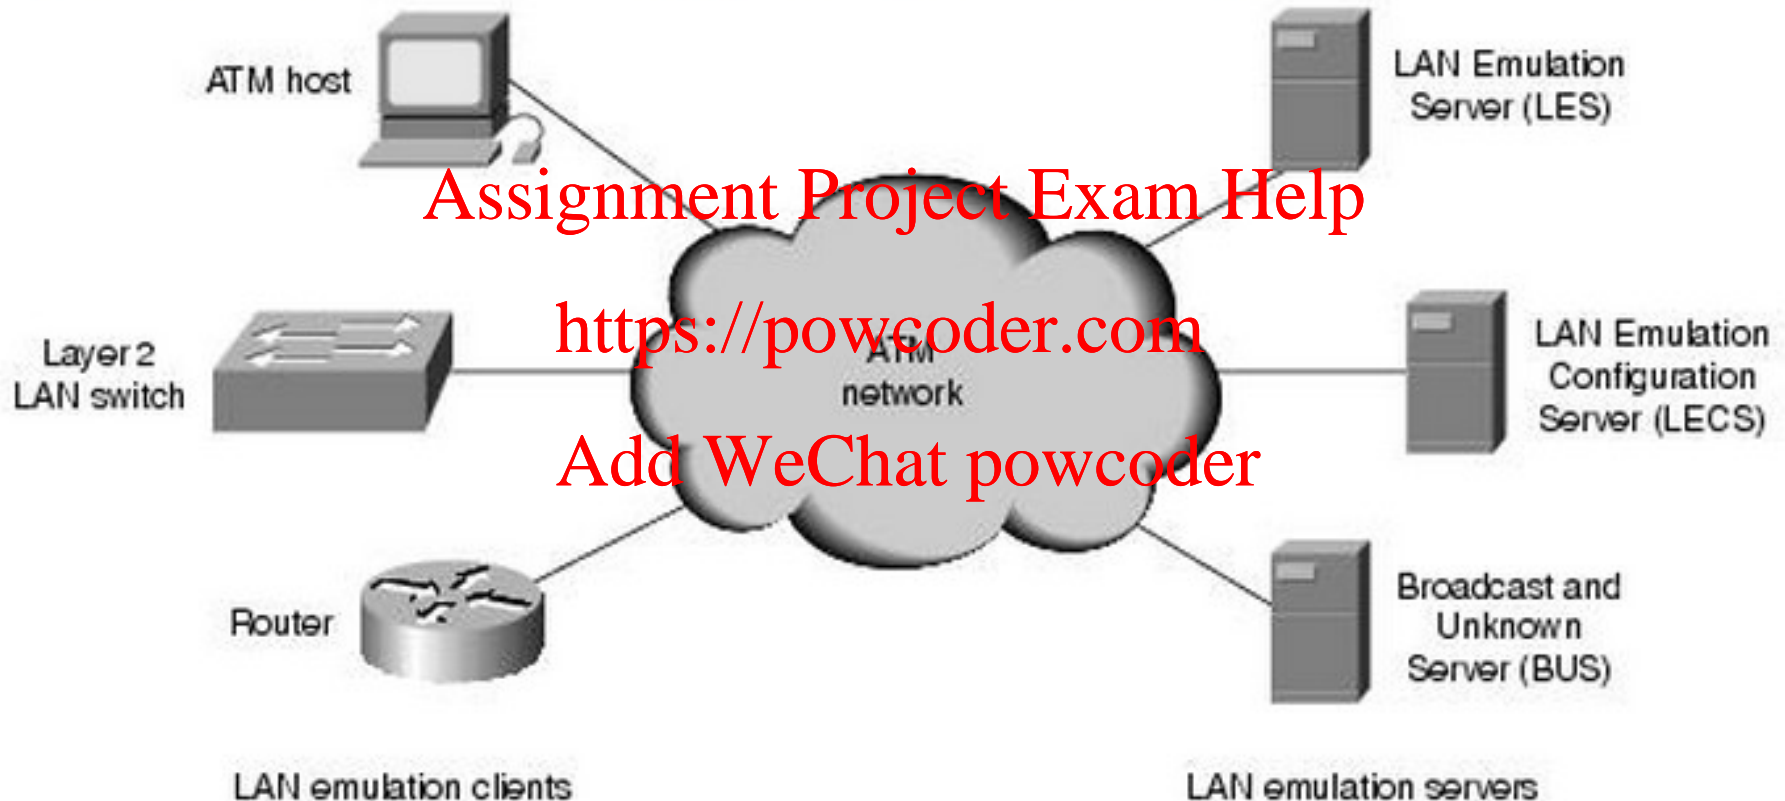 ATM host
LAN Emulation
Server (LES)
Assignment Project Exam Help
https://powcoder.com
Layer 2
LAN switch
ATM
network
LAN Emulation
Configuration
Server (LECS)
Add WeChat powcoder
Router
Broadcast and
Unknown
Server (BUS)
LAN emulation clients
LAN emulation servers